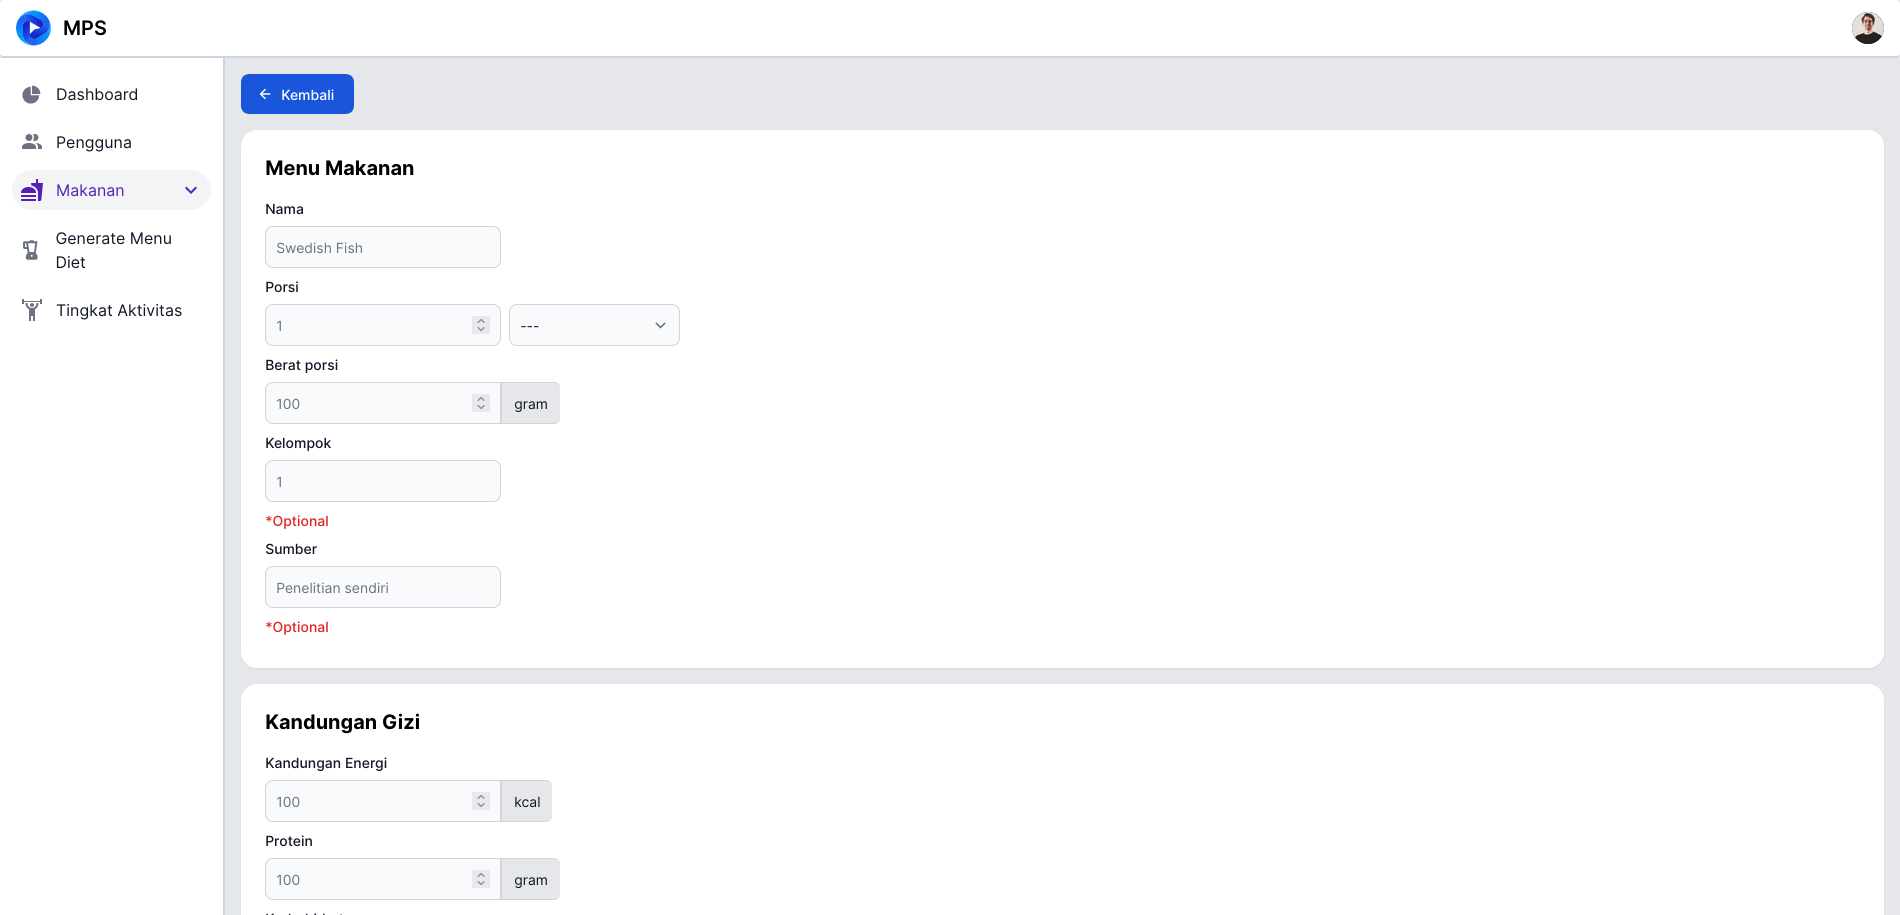 MPS
Dashboard
Pengguna
Makanan
Generate Menu
Diet
Tingkat Aktivitas
Kembali
Menu Makanan
Nama
Swedish Fish
Porsi
1 ---
Berat porsi
100 gram
Kelompok
1
*Optional
Sumber
Penelitian sendiri
*Optional
Kandungan Gizi
Kandungan Energi
100 kcal
Protein
100 gram